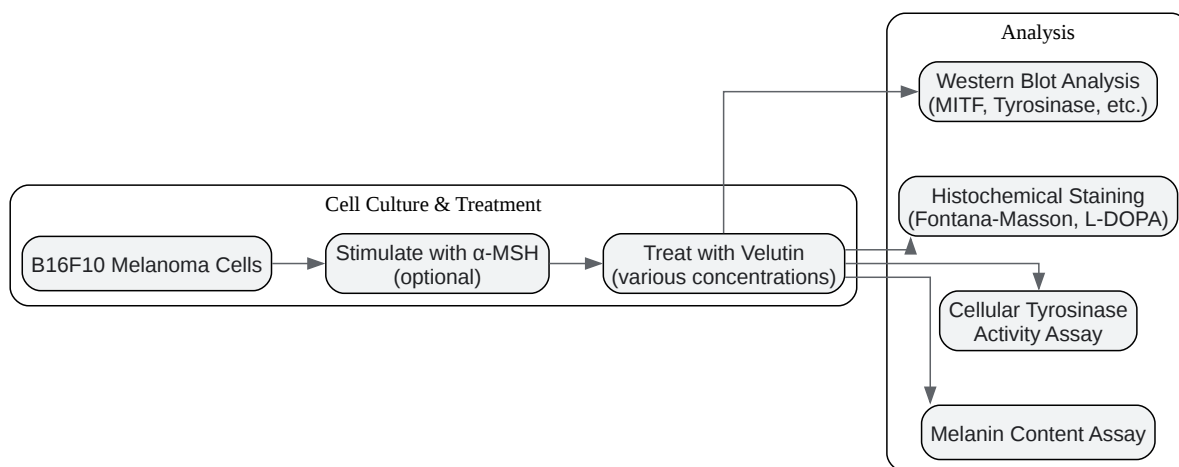 Cell Culture & Treatment
B16F10 Melanoma Cells
Stimulate with α-MSH
(optional)
Treat with Velutin
(various concentrations)
Analysis
Western Blot Analysis
(MITF, Tyrosinase, etc.)
Histochemical Staining
(Fontana-Masson, L-DOPA)
Cellular Tyrosinase
Activity Assay
Melanin Content Assay